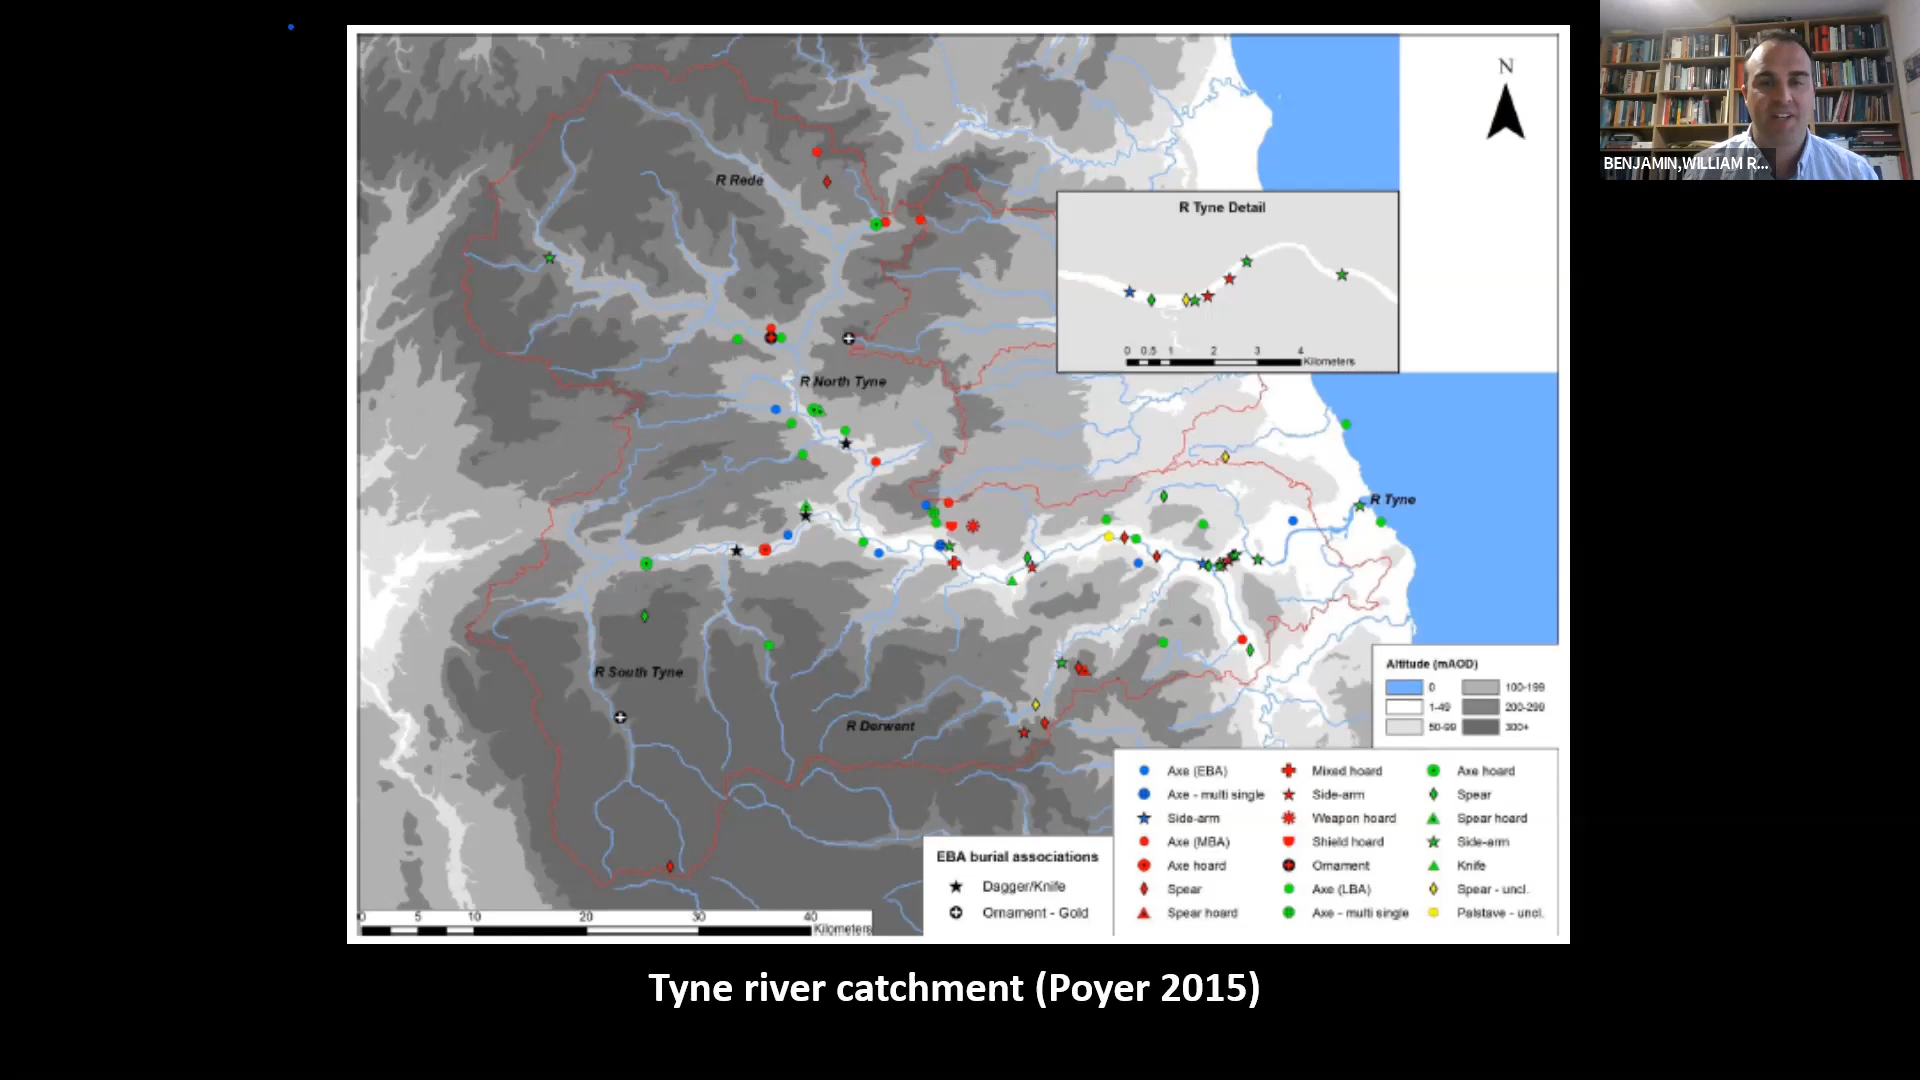 BENJAMIN,WILLIAM R...
N
R Rede
R Tyne Detail
0 0.5 1 2 3 4
Kilometers
R North Tyne
R Tyne
R South Tyne
R Derwent
Altitude (mAOD)
0 100-199
1-49 200-299
50-99 300+
Axe (EBA) Mixed hoard Axe hoard
Axe - multi single Side-arm Spear
Side-arm Weapon hoard Spear hoard
Axe (MBA) Shield hoard Side-arm
Axe hoard Ornament Knife
Spear Axe (LBA) Spear - uncl.
Spear hoard Axe - multi single Palstave - uncl.
EBA burial associations
Dagger/Knife
Ornament - Gold
0 5 10 20 30 40
Kilometers
Tyne river catchment (Poyer 2015)